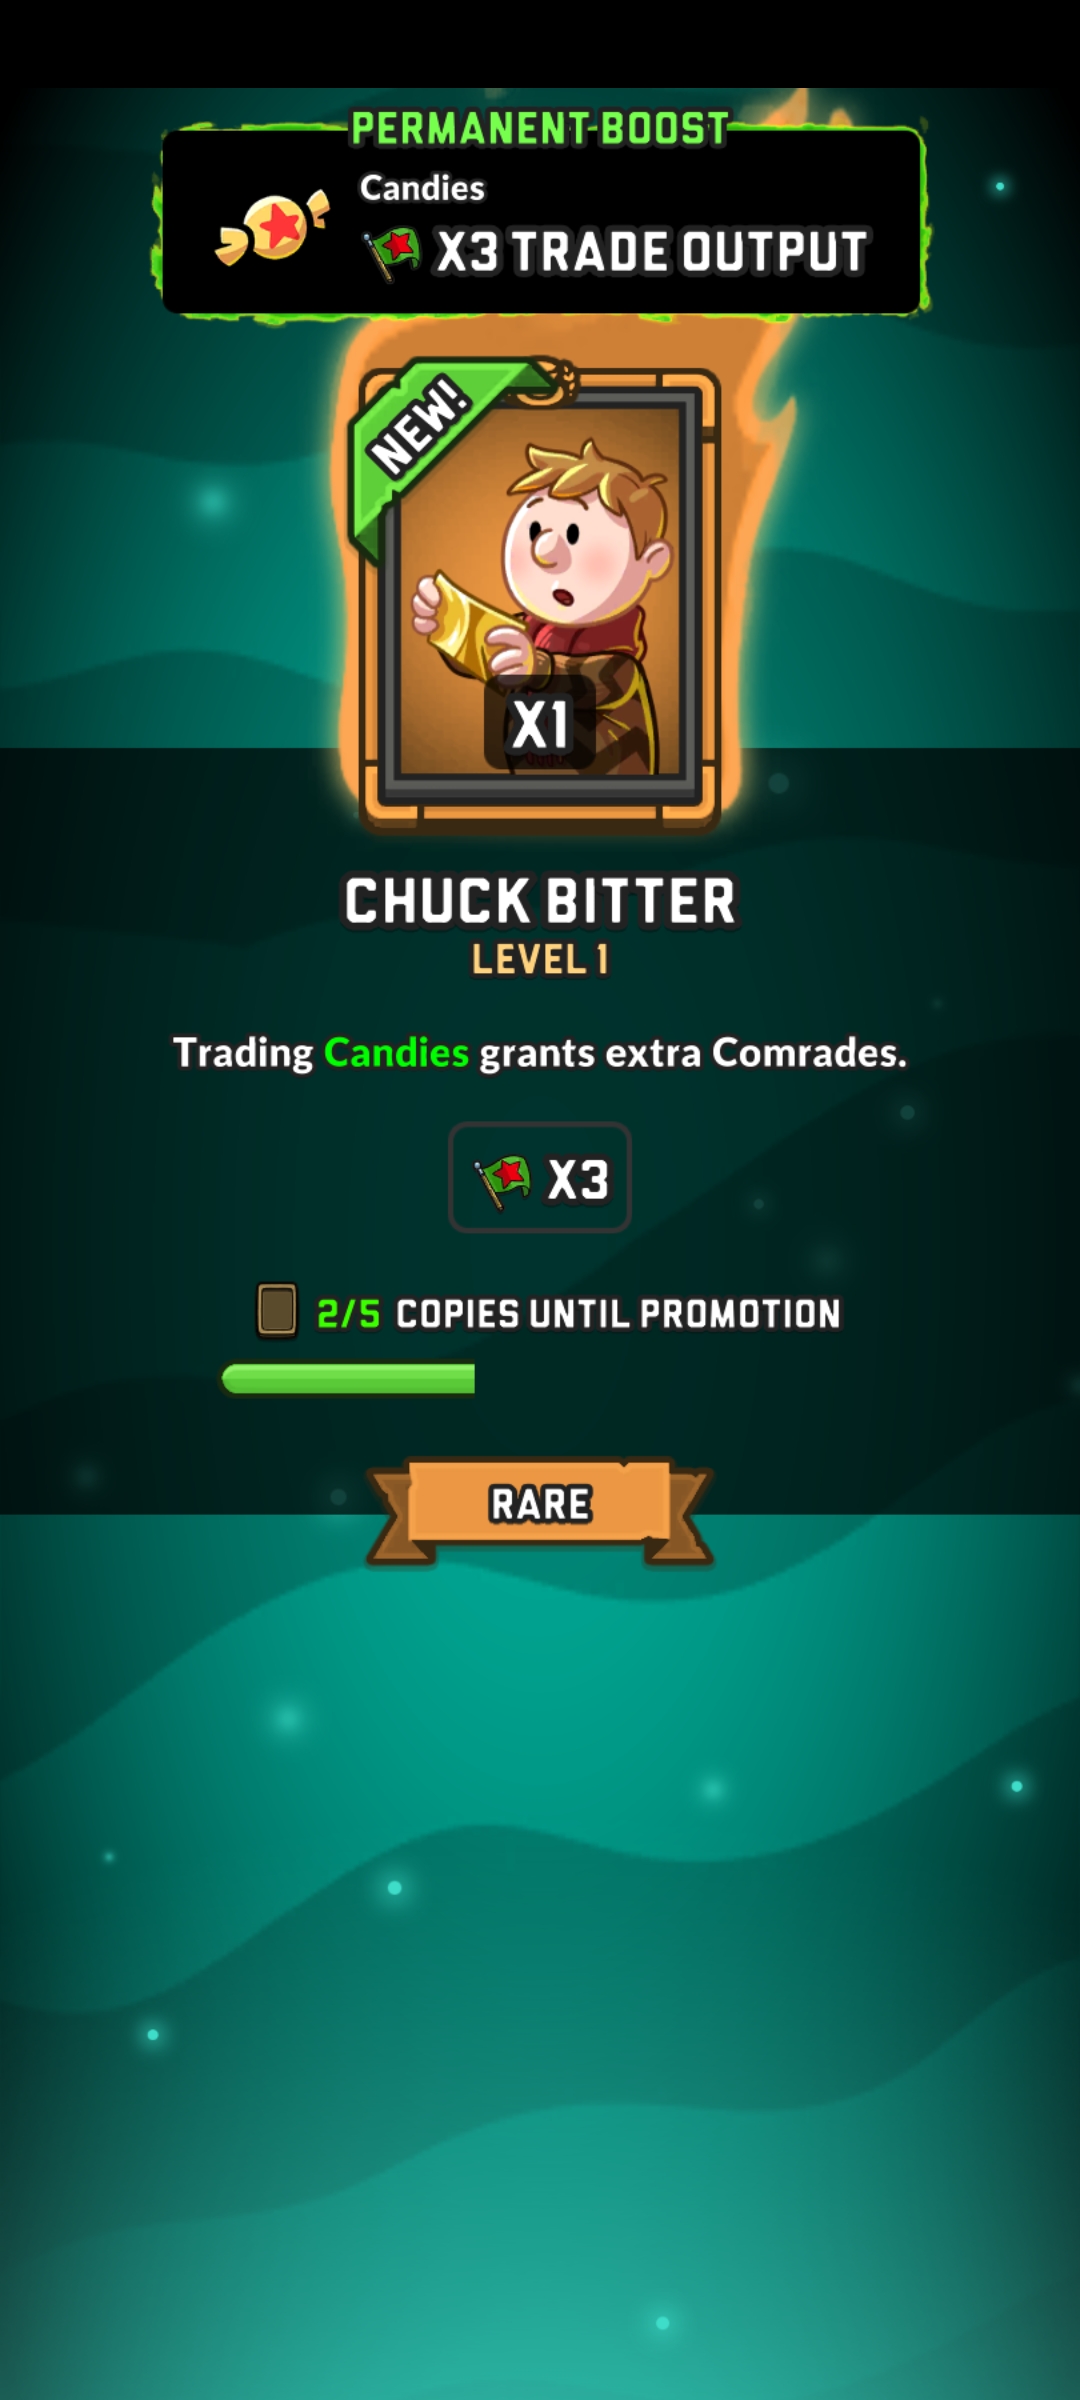 PERMANENT BOOST
Candies
X3 TRADE OUTPUT
NEW!
X1
CHUCK BITTER
LEVEL 1
Trading Candies grants extra Comrades.
X3
2/5 COPIES UNTIL PROMOTION
RARE